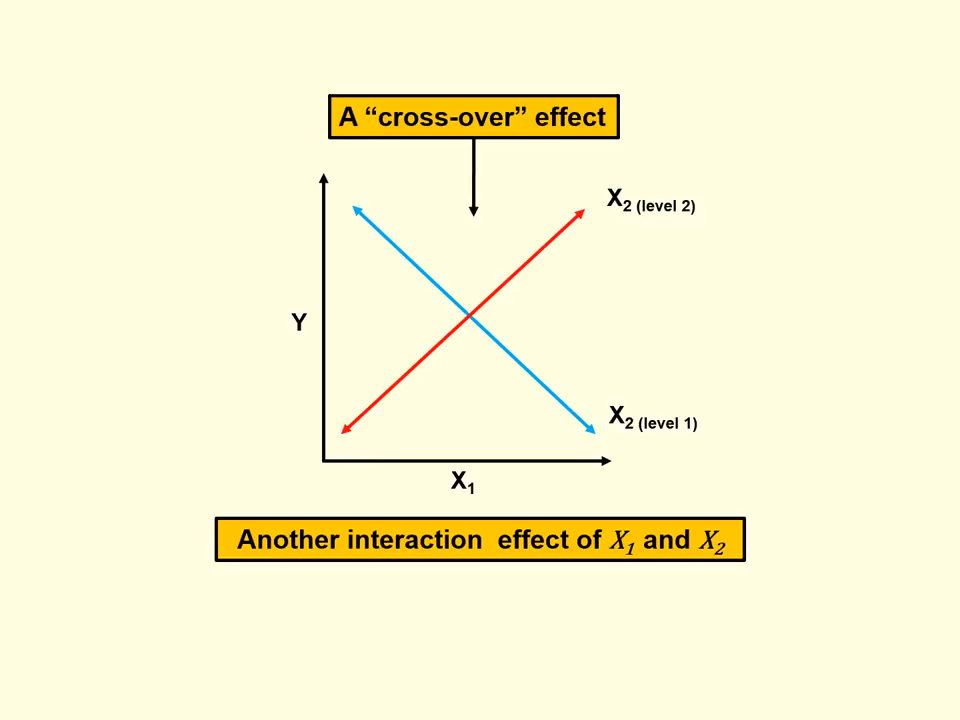 A “cross-over” effect
X2 (level 2)
Y
X2 (level 1)
X1
Another interaction  effect of X1 and X2